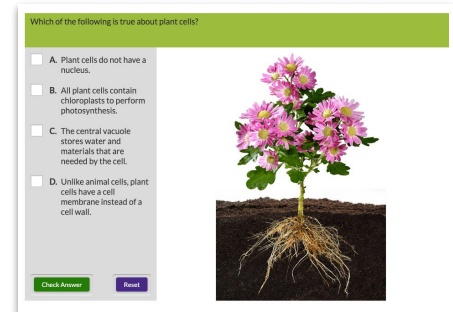 Which of the following is true about plant cells?
A. Plant cells do not have a
nucleus.
B. All plant cells contain
chloroplasts to perform
photosynthesis.
C. The central vacuole
stores water and
materials that are
needed by the cell.
D. Unlike animal cells, plant
cells have a cell
membrane instead of a
cell wall.
Check Answer
Reset